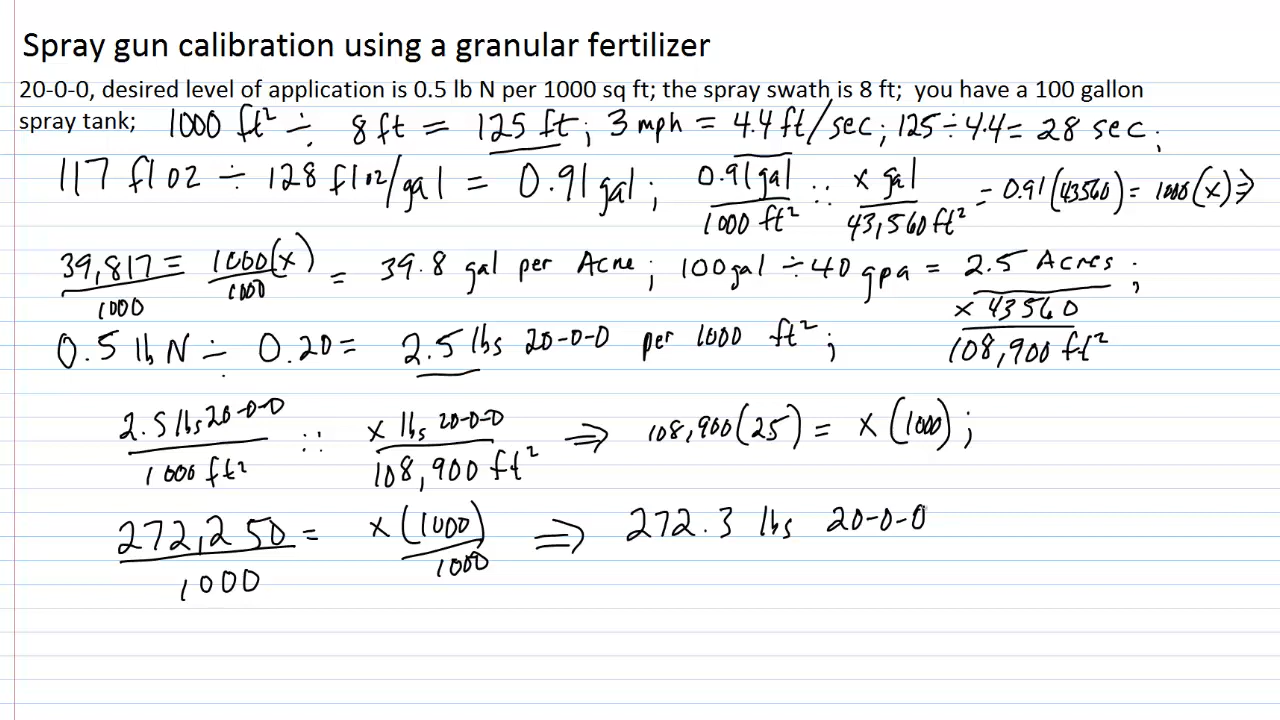 Spray gun calibration using a granular fertilizer
20-0-0, desired level of application is 0.5 lb N per 1000 sq ft; the spray swath is 8 ft; you have a 100 gallon
spray tank; 1000 ft² ÷ 8 ft = 125 ft; 3 mph = 4.4 ft/sec; 125 ÷ 4.4 = 28 sec;
117 fl oz ÷ 128 fl oz/gal = 0.91 gal; 0.91 gal / 1000 ft² :: x gal / 43,560 ft² = 0.91(43560) = 1000(x) ⇒
39,817 / 1000 = 1000(x) / 1000 = 39.8 gal per Acre; 100 gal ÷ 40 gpa = 2.5 Acres;
x 43560
0.5 lb N ÷ 0.20 = 2.5 lbs 20-0-0 per 1000 ft²; 108,900 ft²
2.5 lbs 20-0-0 / 1000 ft² :: x lbs 20-0-0 / 108,900 ft² ⇒ 108,900(25) = x(1000);
272,250 / 1000 = x(1000) / 1000 ⇒ 272.3 lbs 20-0-0